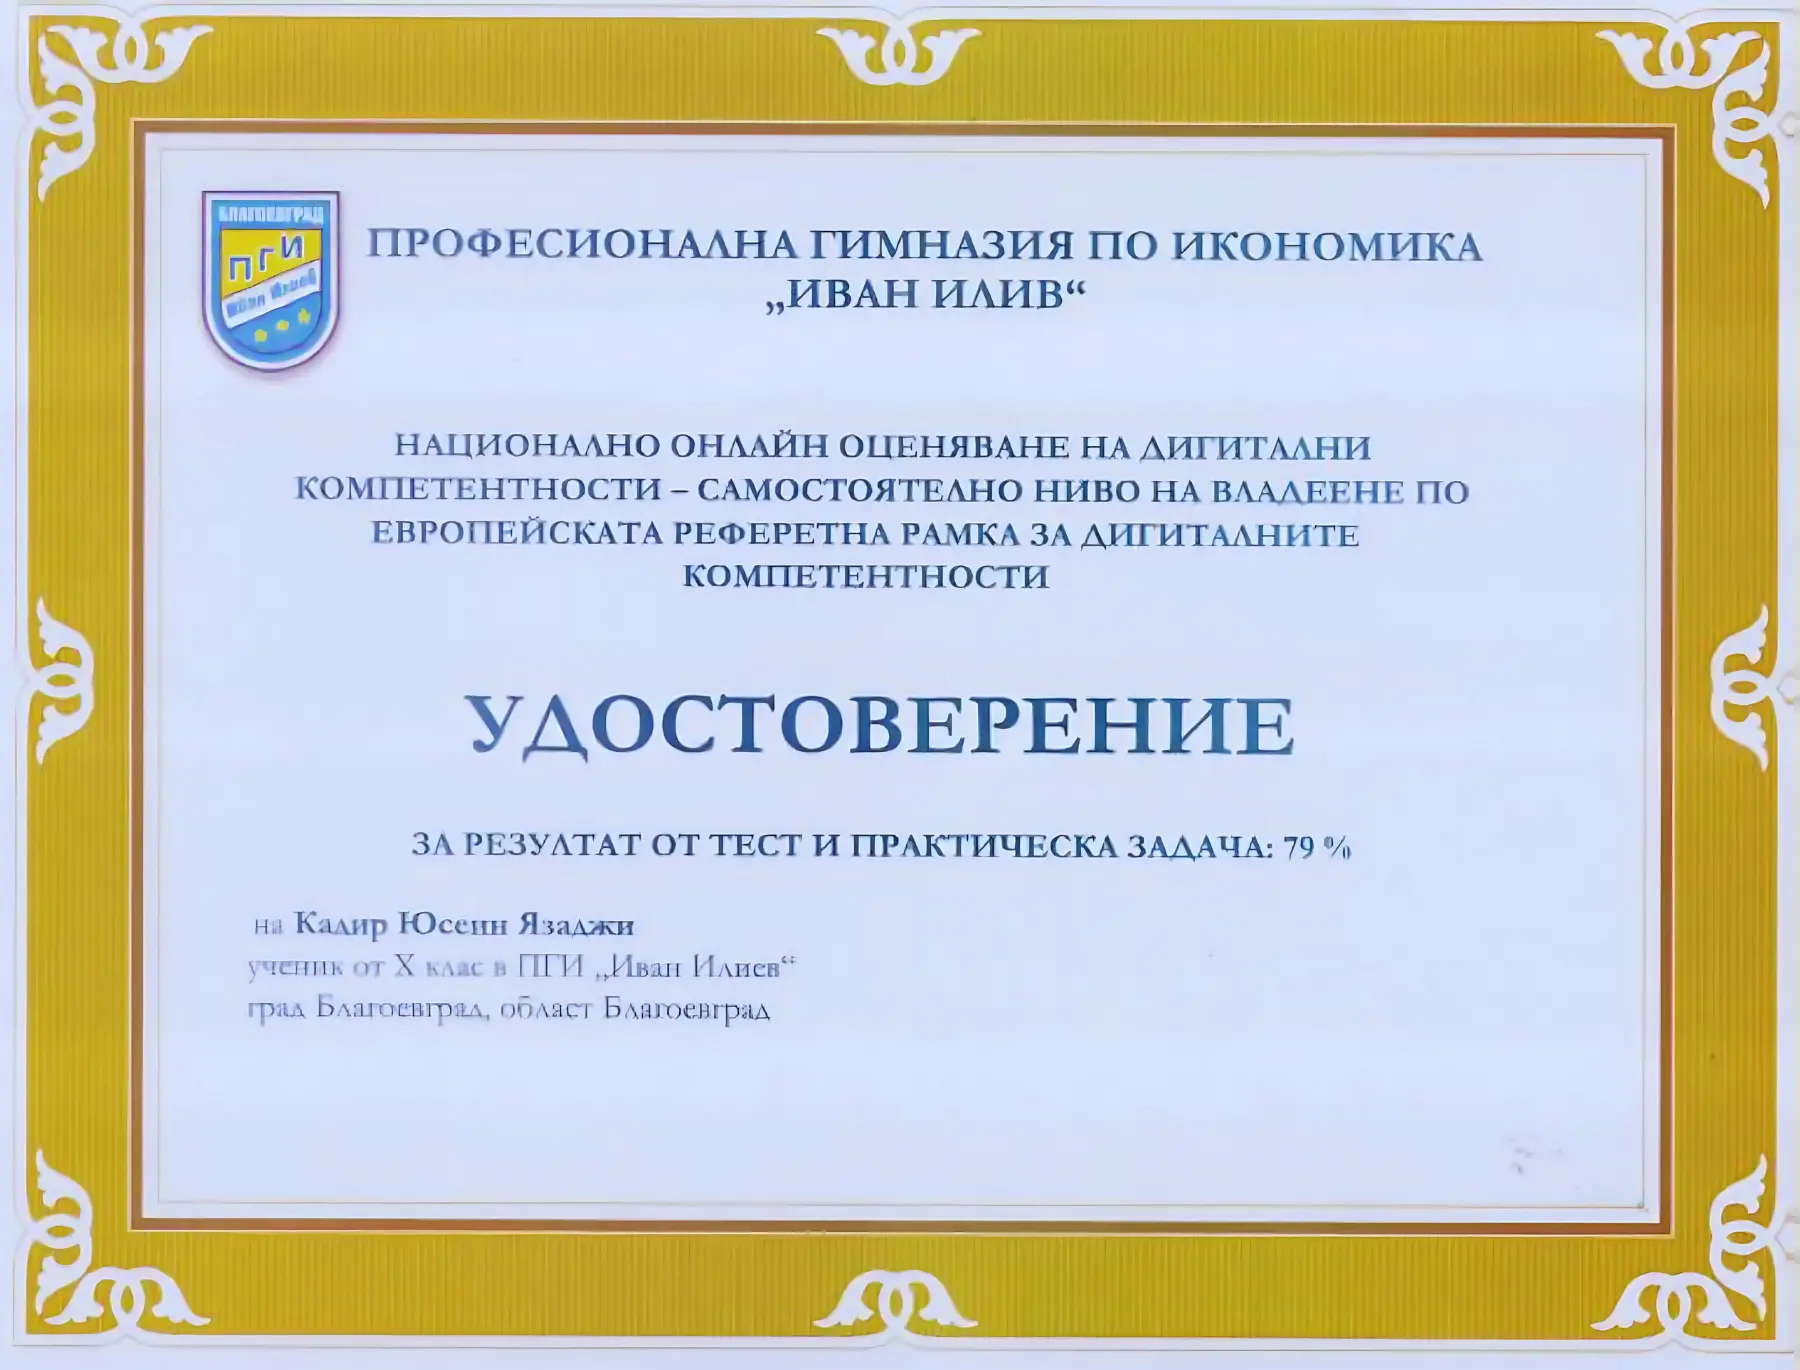 БЛАГОЕВГРАД
ПГИ
Иван Илиев
ПРОФЕСИОНАЛНА ГИМНАЗИЯ ПО ИКОНОМИКА
„ИВАН ИЛИВ“
НАЦИОНАЛНО ОНЛАЙН ОЦЕНЯВАНЕ НА ДИГИТАЛНИ
КОМПЕТЕНТНОСТИ – САМОСТОЯТЕЛНО НИВО НА ВЛАДЕЕНЕ ПО
ЕВРОПЕЙСКАТА РЕФЕРЕТНА РАМКА ЗА ДИГИТАЛНИТЕ
КОМПЕТЕНТНОСТИ
УДОСТОВЕРЕНИЕ
ЗА РЕЗУЛТАТ ОТ ТЕСТ И ПРАКТИЧЕСКА ЗАДАЧА: 79 %
на Кадир Юсеин Язаджи
ученик от X клас в ПГИ „Иван Илиев“
град Благоевград, област Благоевград